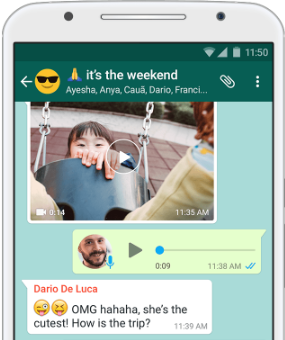 11:50
🙏 it's the weekend
Ayesha, Anya, Cauã, Dario, Franci...
0:14
11:35 AM
0:09
11:38 AM
Dario De Luca
😜😝 OMG hahaha, she's the
cutest! How is the trip?
11:39 AM